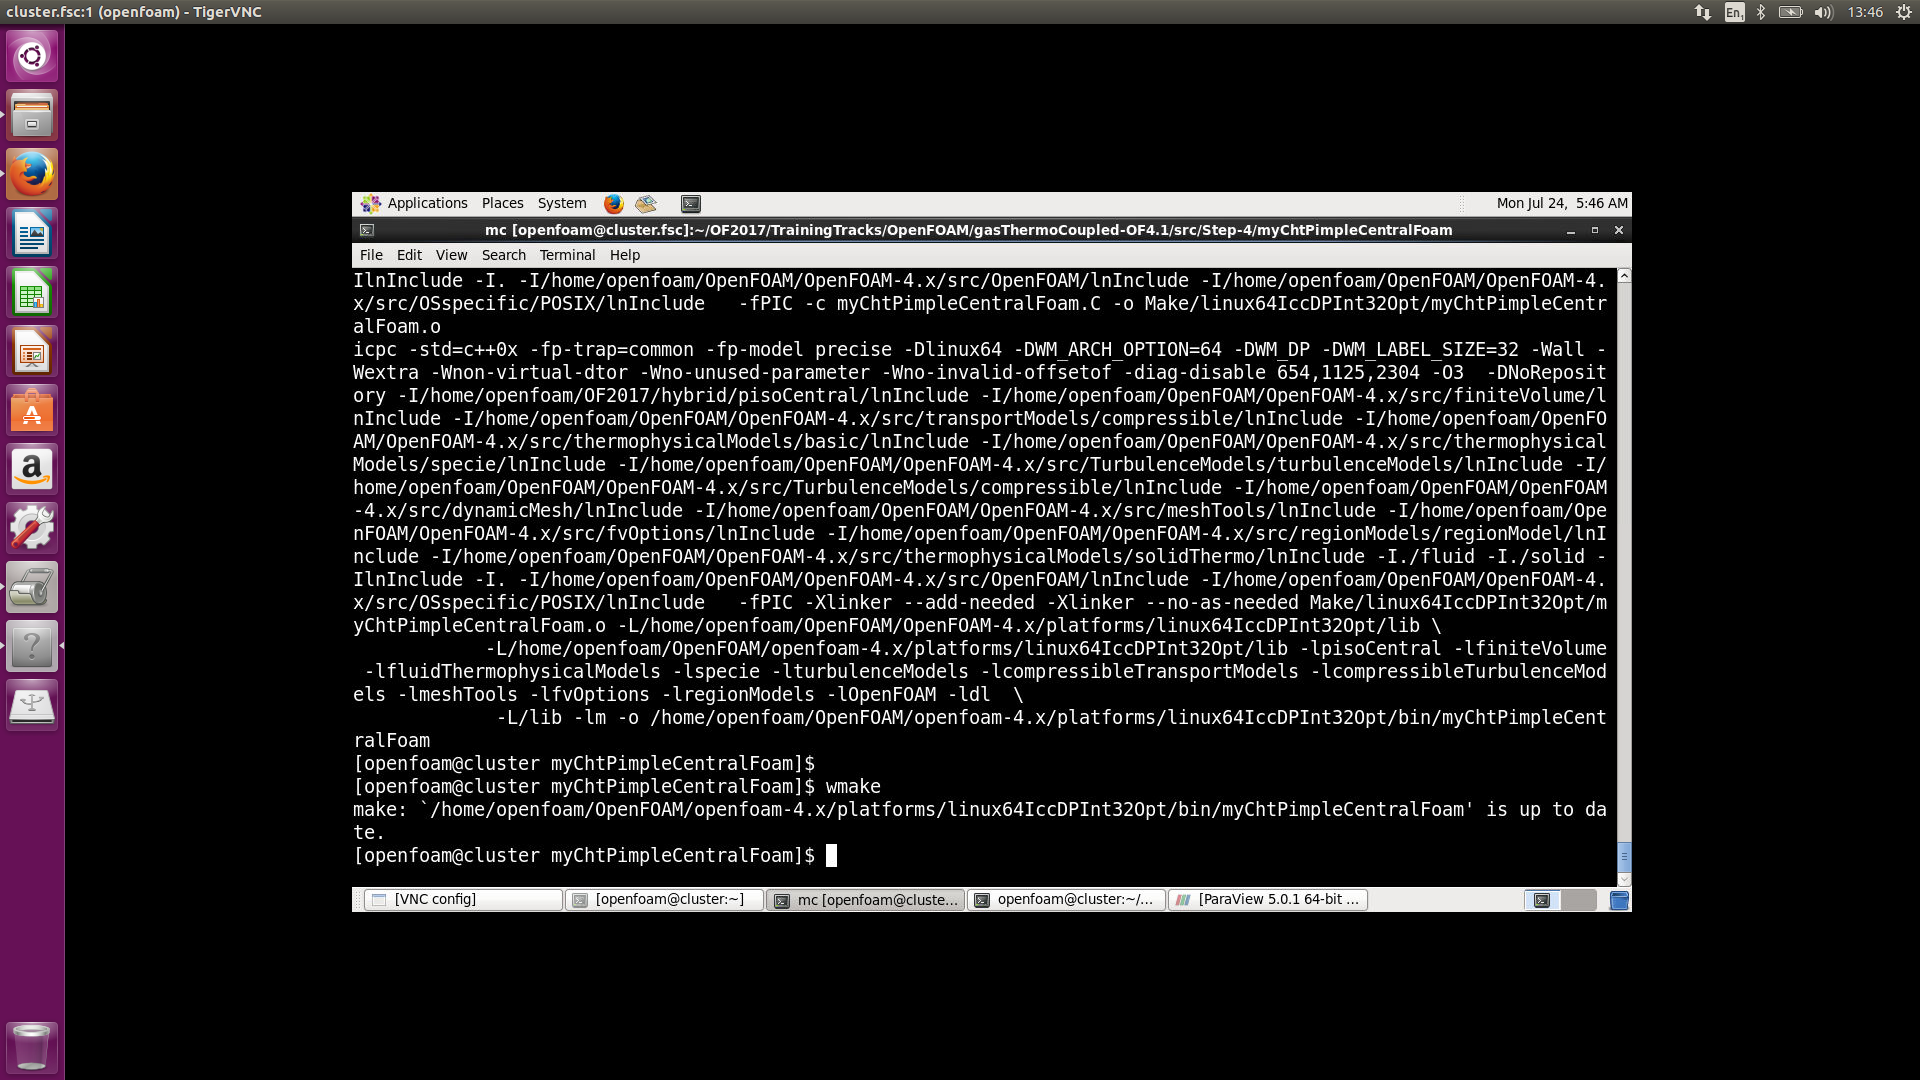 cluster.fsc:1 (openfoam) - TigerVNC
En1
13:46
Applications Places System
Mon Jul 24, 5:46 AM
mc [openfoam@cluster.fsc]:~/OF2017/TrainingTracks/OpenFOAM/gasThermoCoupled-OF4.1/src/Step-4/myChtPimpleCentralFoam
File Edit View Search Terminal Help
IlnInclude -I. -I/home/openfoam/OpenFOAM/OpenFOAM-4.x/src/OpenFOAM/lnInclude -I/home/openfoam/OpenFOAM/OpenFOAM-4.
x/src/OSspecific/POSIX/lnInclude   -fPIC -c myChtPimpleCentralFoam.C -o Make/linux64IccDPInt32Opt/myChtPimpleCentr
alFoam.o
icpc -std=c++0x -fp-trap=common -fp-model precise -Dlinux64 -DWM_ARCH_OPTION=64 -DWM_DP -DWM_LABEL_SIZE=32 -Wall -
Wextra -Wnon-virtual-dtor -Wno-unused-parameter -Wno-invalid-offsetof -diag-disable 654,1125,2304 -O3  -DNoReposit
ory -I/home/openfoam/OF2017/hybrid/pisoCentral/lnInclude -I/home/openfoam/OpenFOAM/OpenFOAM-4.x/src/finiteVolume/l
nInclude -I/home/openfoam/OpenFOAM/OpenFOAM-4.x/src/transportModels/compressible/lnInclude -I/home/openfoam/OpenFO
AM/OpenFOAM-4.x/src/thermophysicalModels/basic/lnInclude -I/home/openfoam/OpenFOAM/OpenFOAM-4.x/src/thermophysical
Models/specie/lnInclude -I/home/openfoam/OpenFOAM/OpenFOAM-4.x/src/TurbulenceModels/turbulenceModels/lnInclude -I/
home/openfoam/OpenFOAM/OpenFOAM-4.x/src/TurbulenceModels/compressible/lnInclude -I/home/openfoam/OpenFOAM/OpenFOAM
-4.x/src/dynamicMesh/lnInclude -I/home/openfoam/OpenFOAM/OpenFOAM-4.x/src/meshTools/lnInclude -I/home/openfoam/Ope
nFOAM/OpenFOAM-4.x/src/fvOptions/lnInclude -I/home/openfoam/OpenFOAM/OpenFOAM-4.x/src/regionModels/regionModel/lnI
nclude -I/home/openfoam/OpenFOAM/OpenFOAM-4.x/src/thermophysicalModels/solidThermo/lnInclude -I./fluid -I./solid -
IlnInclude -I. -I/home/openfoam/OpenFOAM/OpenFOAM-4.x/src/OpenFOAM/lnInclude -I/home/openfoam/OpenFOAM/OpenFOAM-4.
x/src/OSspecific/POSIX/lnInclude   -fPIC -Xlinker --add-needed -Xlinker --no-as-needed Make/linux64IccDPInt32Opt/m
yChtPimpleCentralFoam.o -L/home/openfoam/OpenFOAM/OpenFOAM-4.x/platforms/linux64IccDPInt32Opt/lib \
            -L/home/openfoam/OpenFOAM/openfoam-4.x/platforms/linux64IccDPInt32Opt/lib -lpisoCentral -lfiniteVolume
 -lfluidThermophysicalModels -lspecie -lturbulenceModels -lcompressibleTransportModels -lcompressibleTurbulenceMod
els -lmeshTools -lfvOptions -lregionModels -lOpenFOAM -ldl  \
             -L/lib -lm -o /home/openfoam/OpenFOAM/openfoam-4.x/platforms/linux64IccDPInt32Opt/bin/myChtPimpleCent
ralFoam
[openfoam@cluster myChtPimpleCentralFoam]$
[openfoam@cluster myChtPimpleCentralFoam]$ wmake
make: `/home/openfoam/OpenFOAM/openfoam-4.x/platforms/linux64IccDPInt32Opt/bin/myChtPimpleCentralFoam' is up to da
te.
[openfoam@cluster myChtPimpleCentralFoam]$
[VNC config] [openfoam@cluster:~] mc [openfoam@cluste... openfoam@cluster:~/... [ParaView 5.0.1 64-bit ...